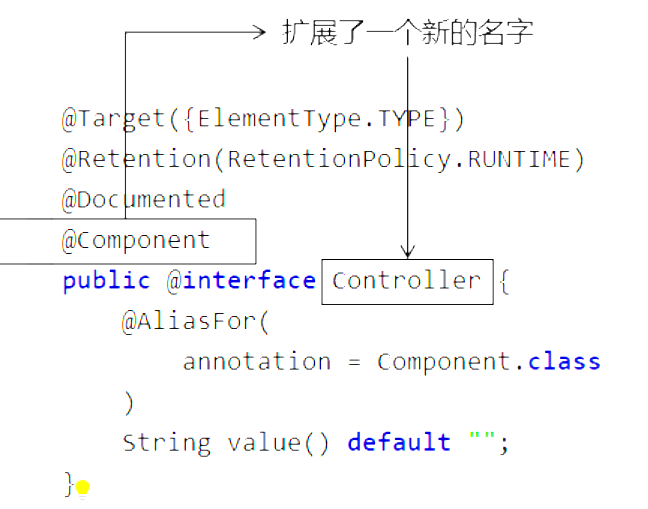 扩展了一个新的名字
@Target({ElementType.TYPE})
@Retention(RetentionPolicy.RUNTIME)
@Documented
@Component
public @interface Controller {
    @AliasFor(
        annotation = Component.class
    )
    String value() default "";
}